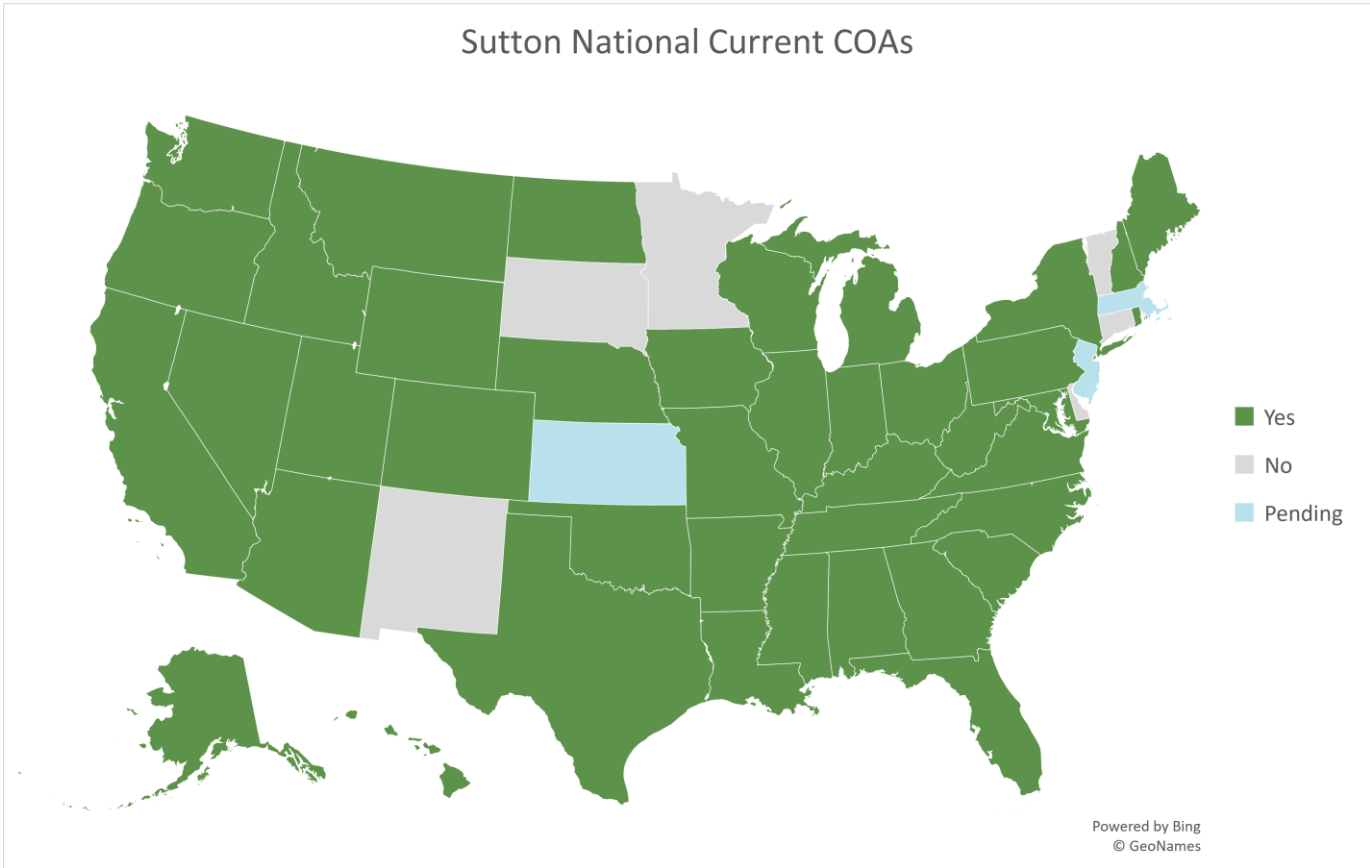 Sutton National Current COAs
Yes
No
Pending
Powered by Bing
© GeoNames